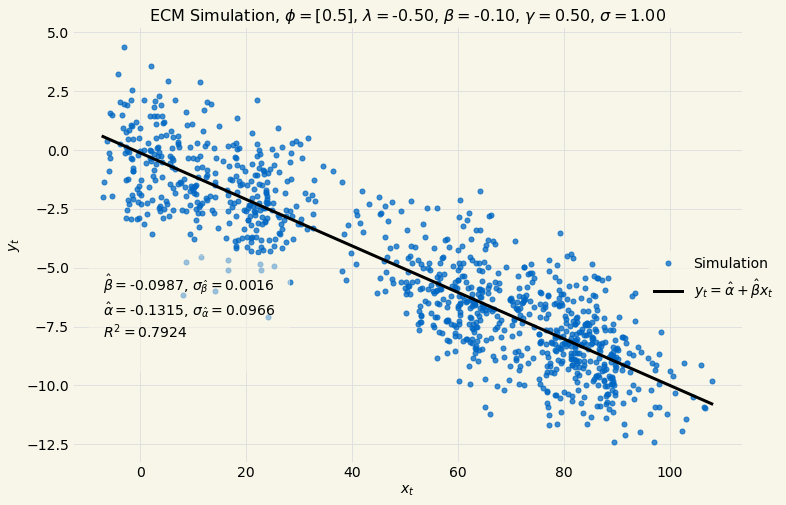 ECM Simulation, ϕ = [0.5], λ = -0.50, β = -0.10, γ = 0.50, σ = 1.00
5.0
2.5
0.0
−2.5
−5.0
−7.5
−10.0
−12.5
y_t
β̂ = -0.0987, σ_β̂ = 0.0016
α̂ = -0.1315, σ_α̂ = 0.0966
R² = 0.7924
Simulation
y_t = α̂ + β̂x_t
0 20 40 60 80 100
x_t